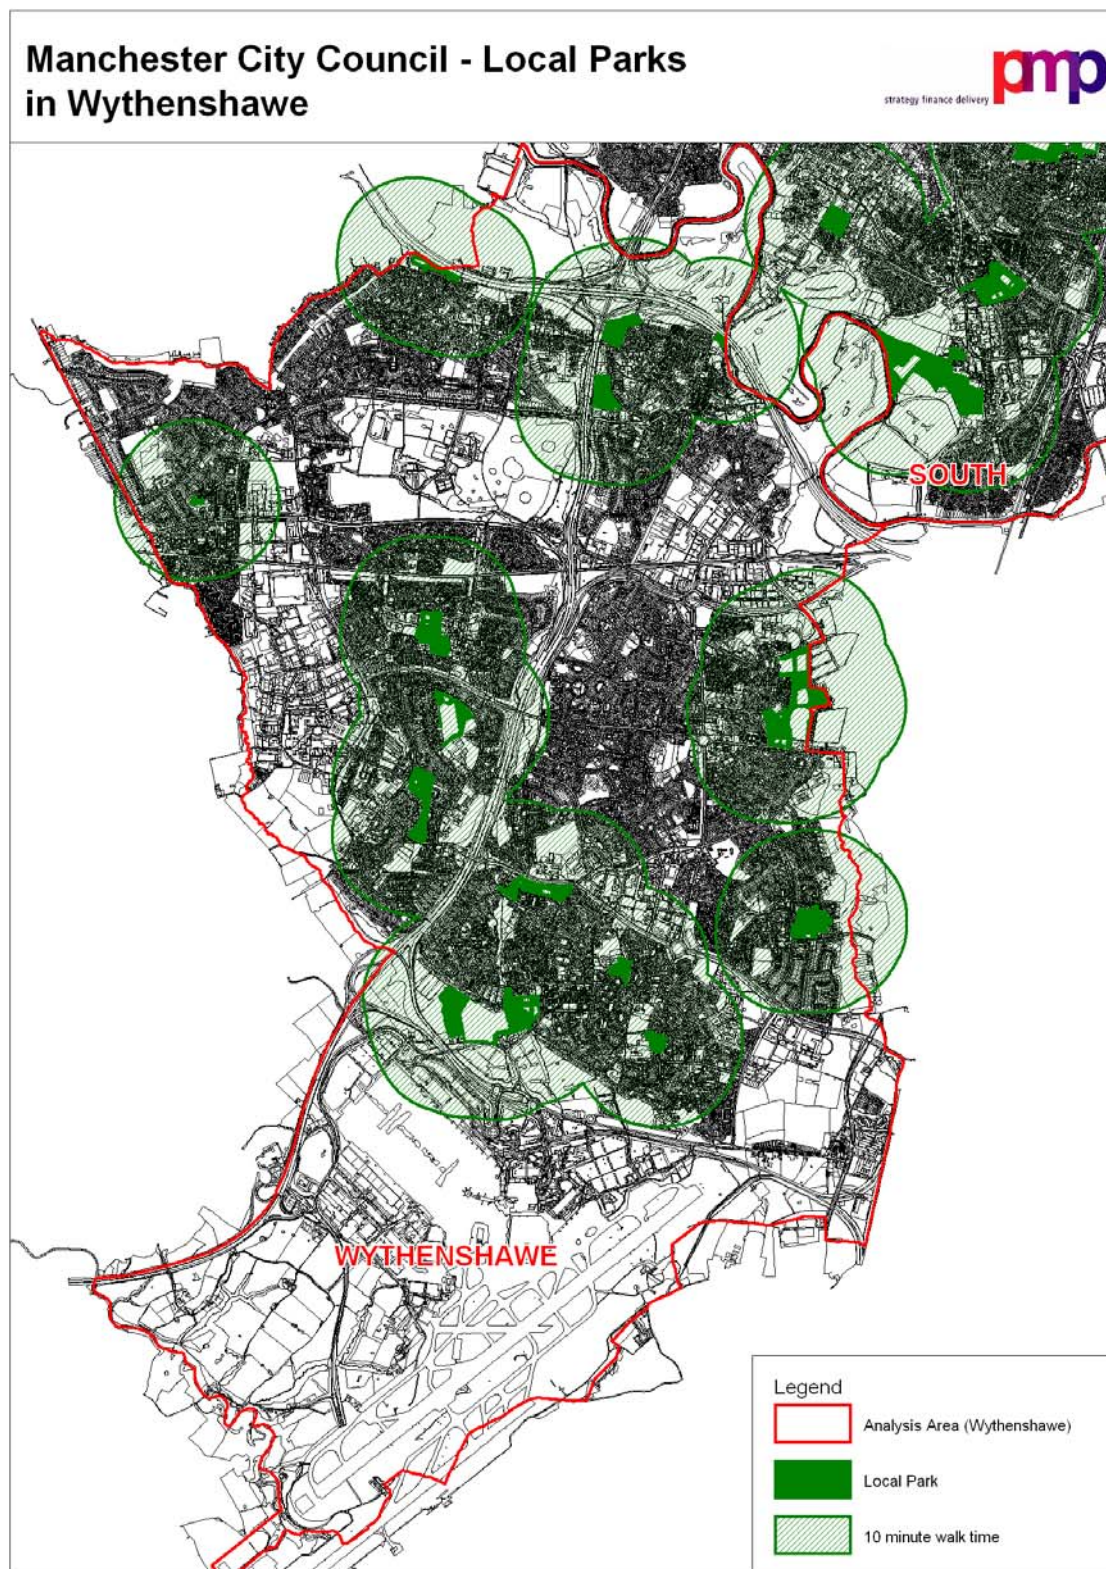 Manchester City Council - Local Parks
in Wythenshawe
strategy finance delivery pmp
SOUTH
WYTHENSHAWE
Legend
Analysis Area (Wythenshawe)
Local Park
10 minute walk time